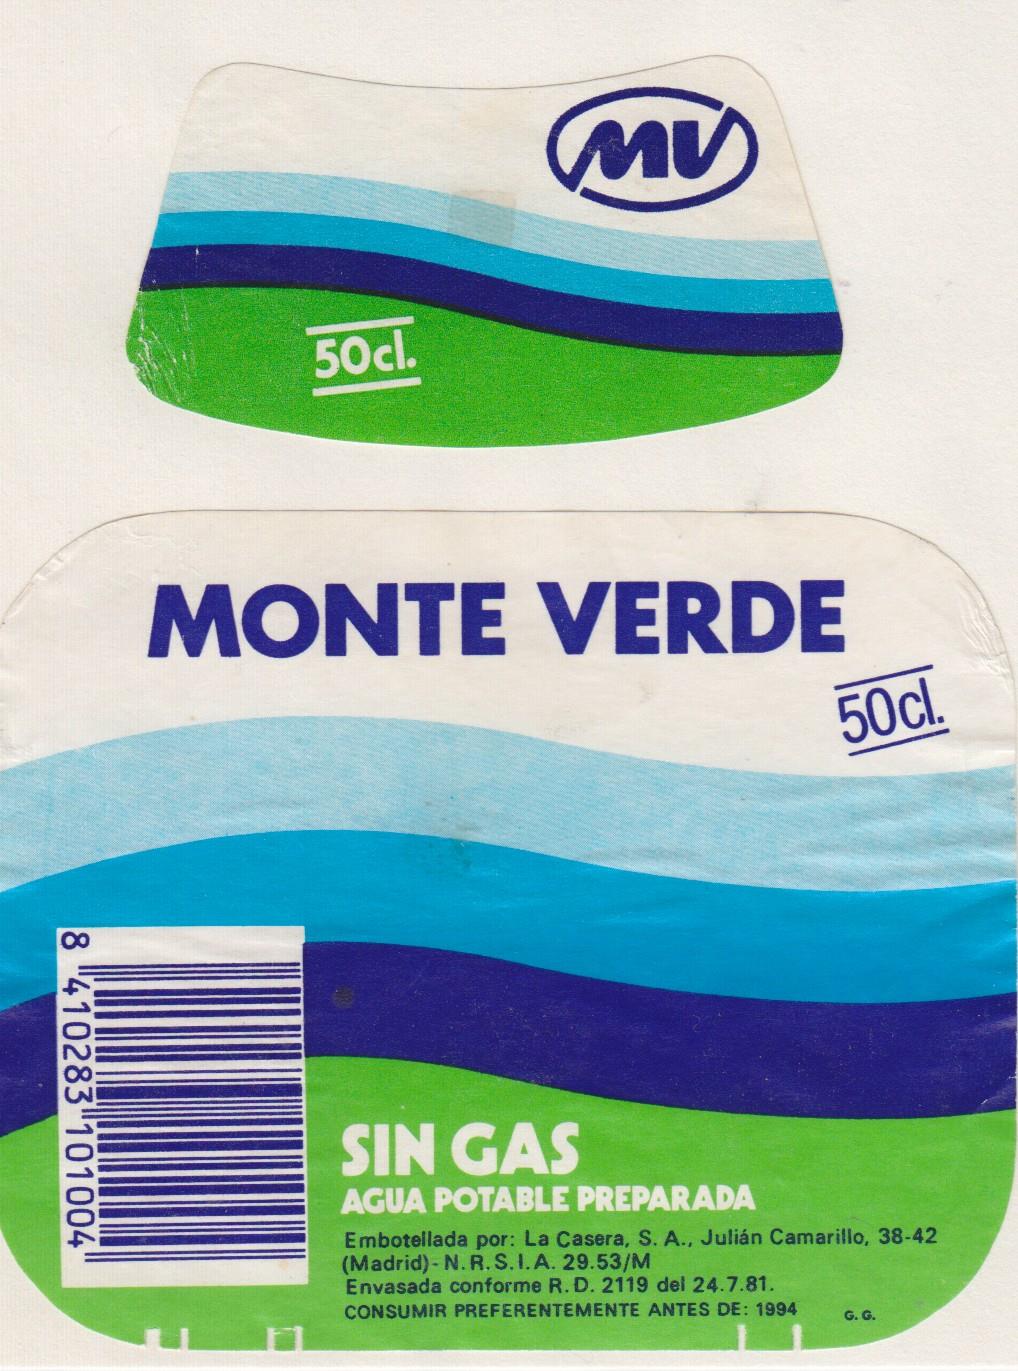 MV
50cl.
MONTE VERDE
50cl.
8 410283 101004
SIN GAS
AGUA POTABLE PREPARADA
Embotellada por: La Casera, S. A., Julián Camarillo, 38-42
(Madrid)- N. R. S. I. A. 29.53/M
Envasada conforme R. D. 2119 del 24.7.81.
CONSUMIR PREFERENTEMENTE ANTES DE: 1994
G. G.